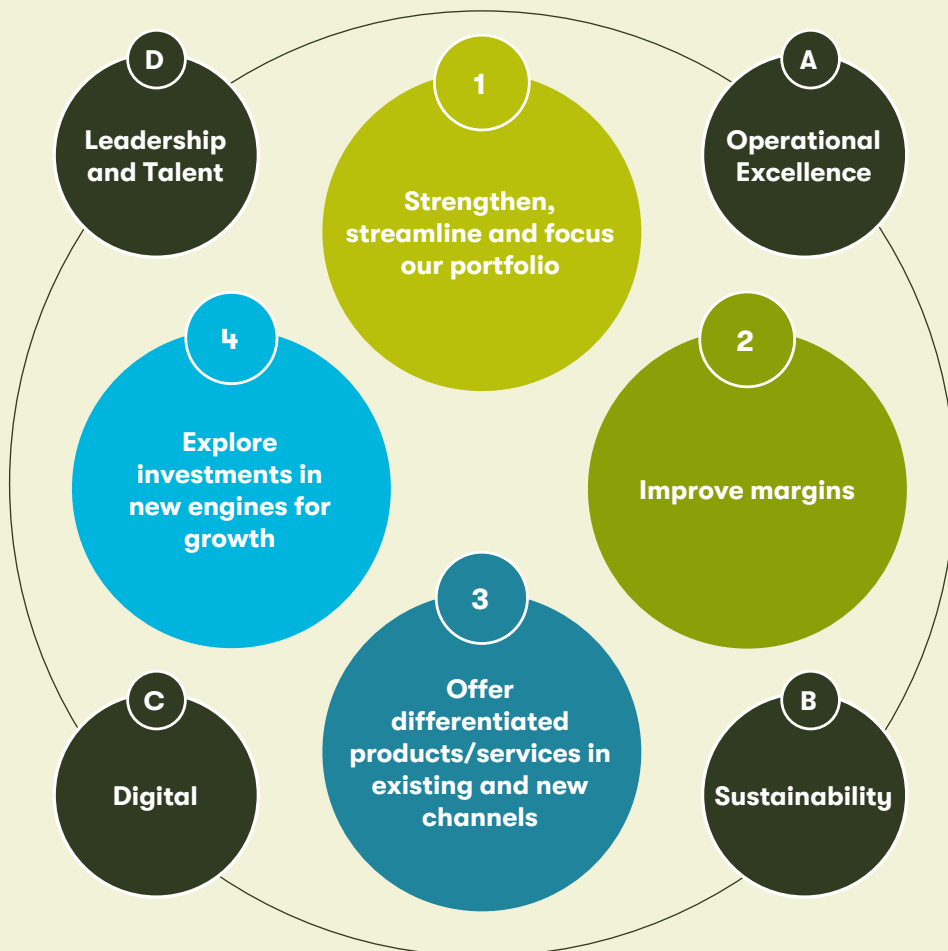 1
Strengthen,
streamline and focus
our portfolio
2
Improve margins
3
Offer
differentiated
products/services in
existing and new
channels
4
Explore
investments in
new engines for
growth
A
Operational
Excellence
B
Sustainability
C
Digital
D
Leadership
and Talent